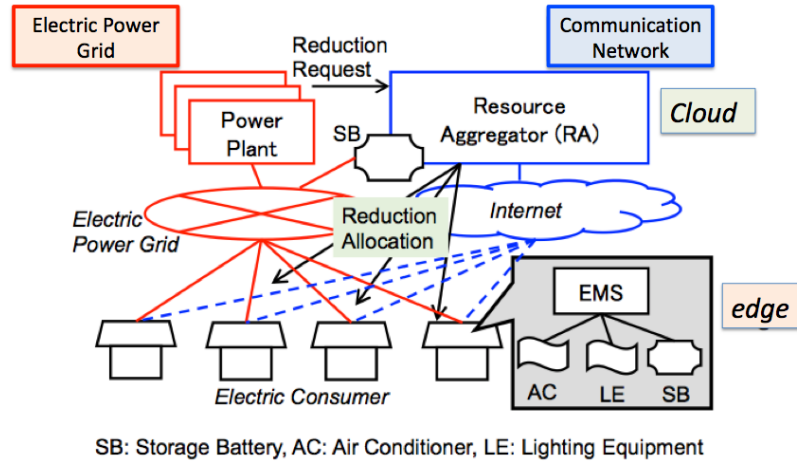 Electric Power
Grid
Reduction
Request
Communication
Network
Power
Plant
SB
Resource
Aggregator (RA)
Cloud
Electric
Power Grid
Reduction
Allocation
Internet
EMS
edge
AC
LE
SB
Electric Consumer
SB: Storage Battery, AC: Air Conditioner, LE: Lighting Equipment